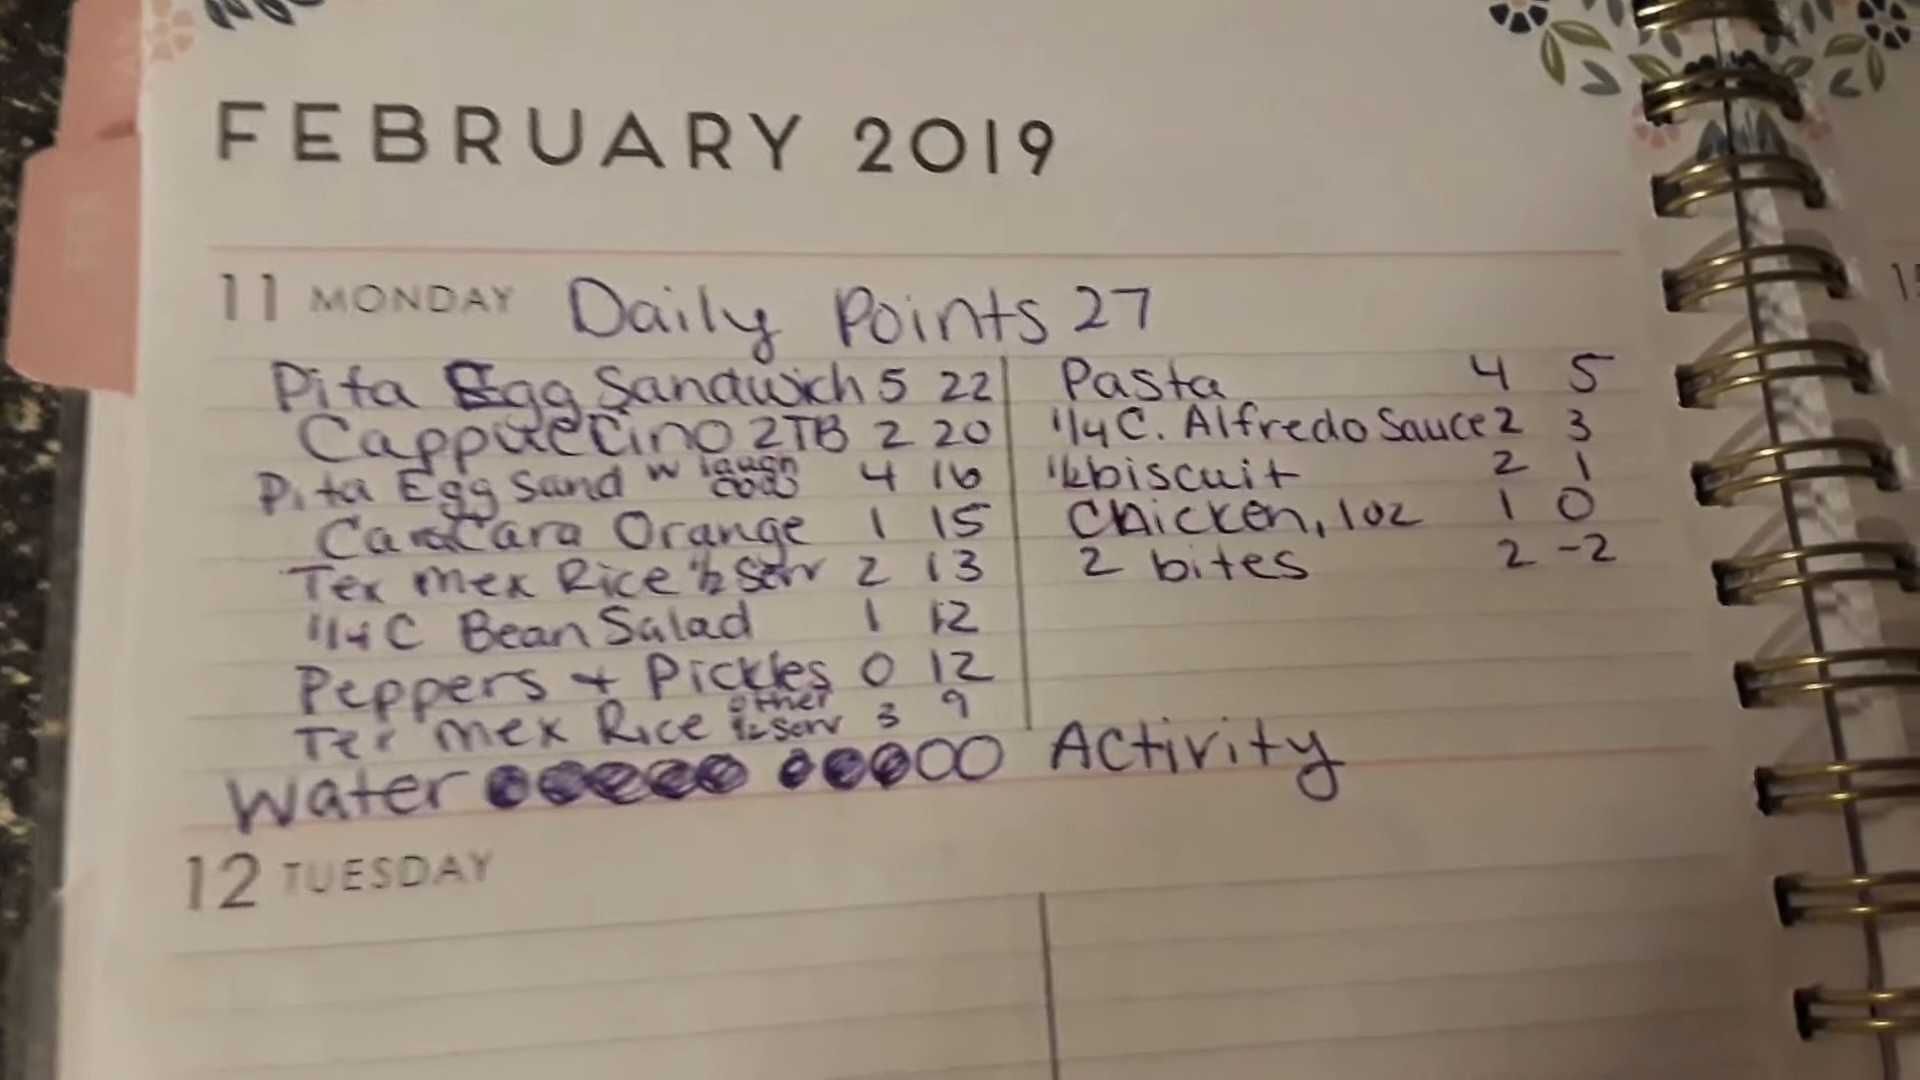 FEBRUARY 2019
11 MONDAY Daily Points 27
Pita Egg Sandwich 5 22
Cappuccino 2TB 2 20
Pita Egg Sand w laugh cow 4 16
CaraCara Orange 1 15
Tex Mex Rice 1/2 Serv 2 13
1/4 C Bean Salad 1 12
Peppers + Pickles 0 12
Tex Mex Rice other 1/2 serv 3 9
Pasta 4 5
1/4 C. Alfredo Sauce 2 3
1/2 biscuit 2 1
Chicken, 1oz 1 0
2 bites 2 -2
Water Activity
12 TUESDAY